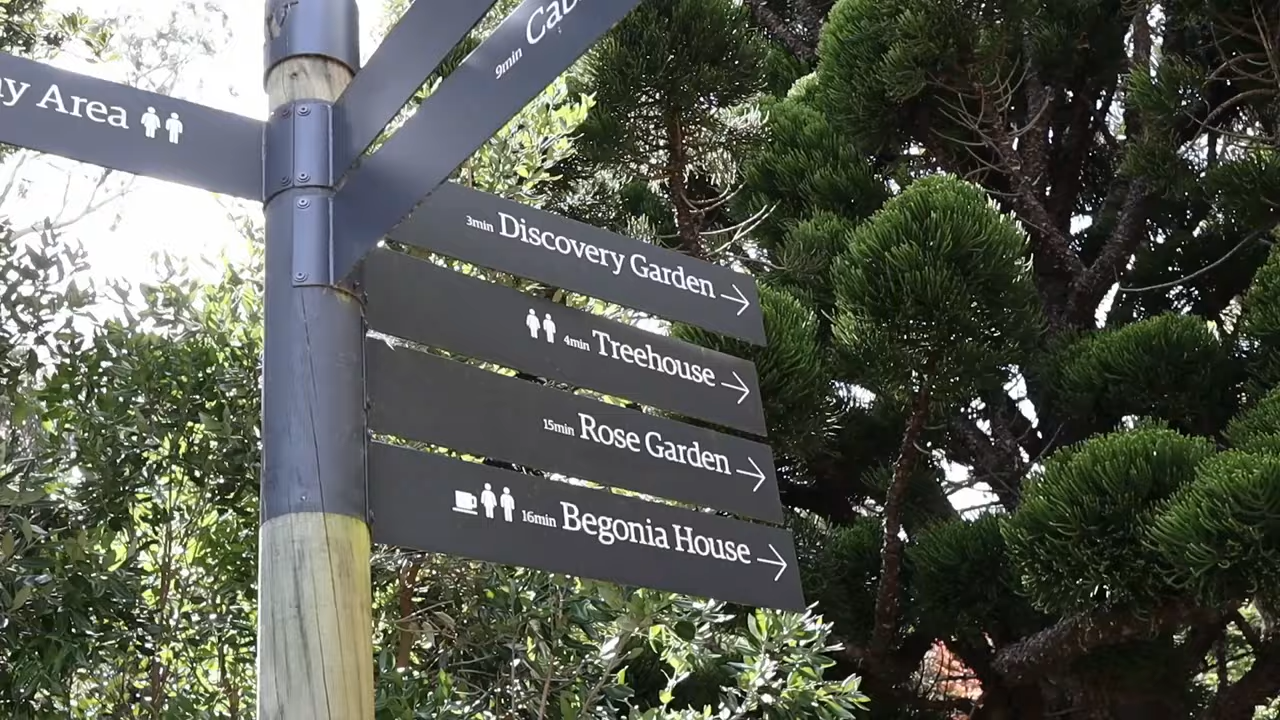 Area
9min
3min Discovery Garden
4min Treehouse
15min Rose Garden
16min Begonia House